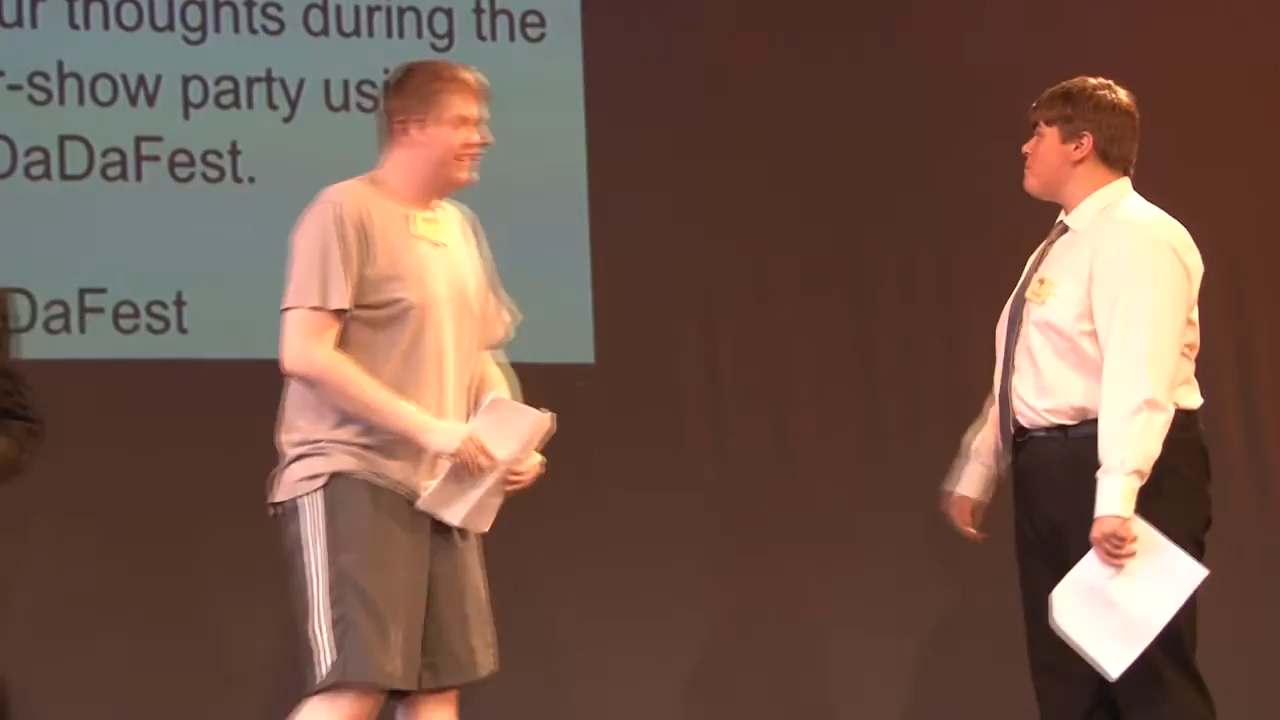 ur thoughts during the
r-show party usi
DaDaFest.
DaFest